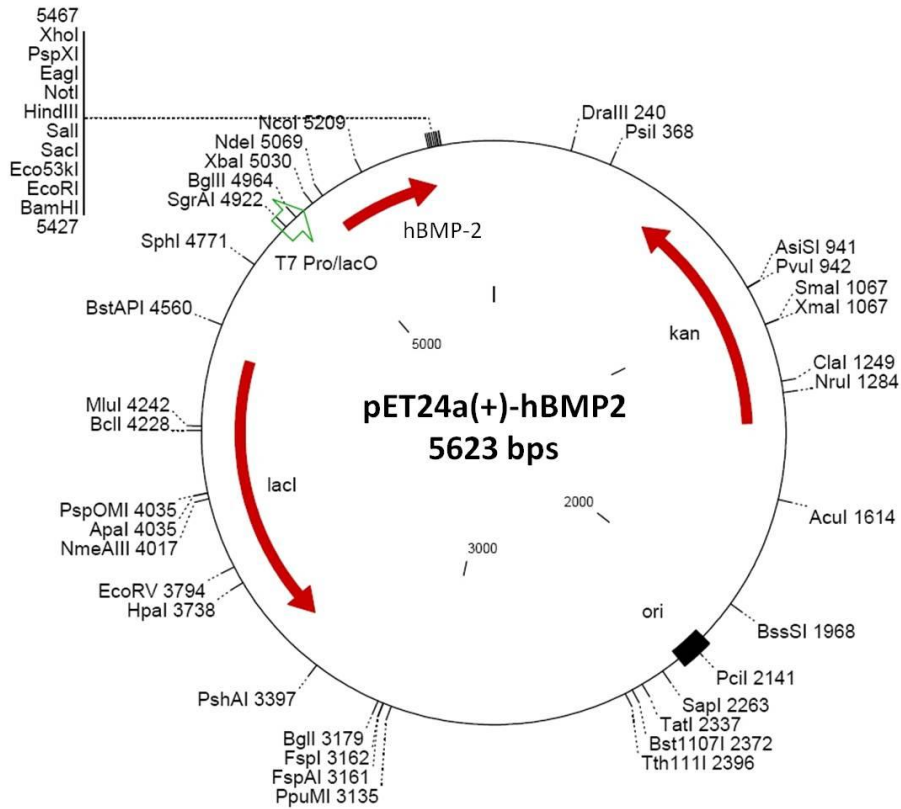 5467
XhoI
PspXI
EagI
NotI
HindIII
SalI
SacI
Eco53kI
EcoRI
BamHI
5427
NcoI 5209
NdeI 5069
XbaI 5030
BglII 4964
SgrAI 4922
SphI 4771
BstAPI 4560
MluI 4242
BclI 4228
PspOMI 4035
ApaI 4035
NmeAIII 4017
EcoRV 3794
HpaI 3738
PshAI 3397
BglI 3179
FspI 3162
FspAI 3161
PpuMI 3135
DraIII 240
PsiI 368
AsiSI 941
PvuI 942
SmaI 1067
XmaI 1067
ClaI 1249
NruI 1284
AcuI 1614
BssSI 1968
PciI 2141
SapI 2263
TatI 2337
Bst1107I 2372
Tth111I 2396
hBMP-2
T7 Pro/lacO
kan
lacI
ori
5000
2000
3000
pET24a(+)-hBMP2
5623 bps